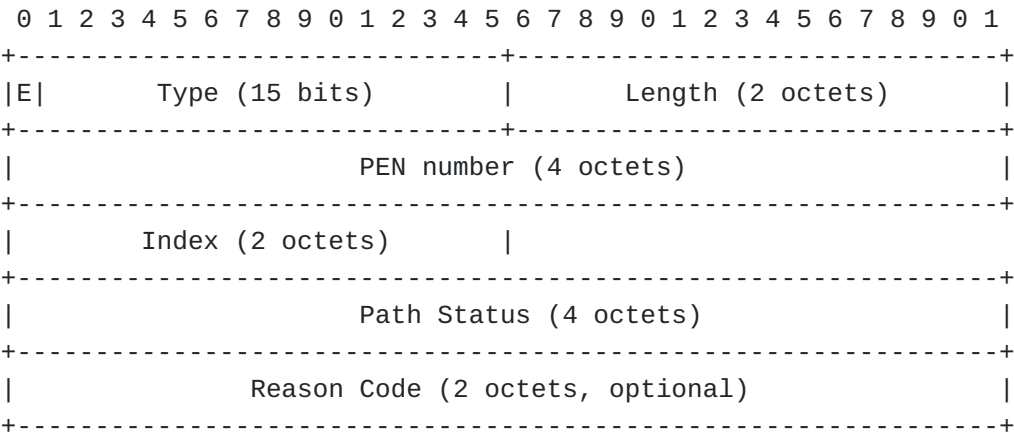 0 1 2 3 4 5 6 7 8 9 0 1 2 3 4 5 6 7 8 9 0 1 2 3 4 5 6 7 8 9 0 1
+-------------------------------+-------------------------------+
|E|       Type (15 bits)        |       Length (2 octets)       |
+-------------------------------+-------------------------------+
|                      PEN number (4 octets)                    |
+---------------------------------------------------------------+
|        Index (2 octets)       |
+---------------------------------------------------------------+
|                      Path Status (4 octets)                   |
+---------------------------------------------------------------+
|               Reason Code (2 octets, optional)                |
+---------------------------------------------------------------+